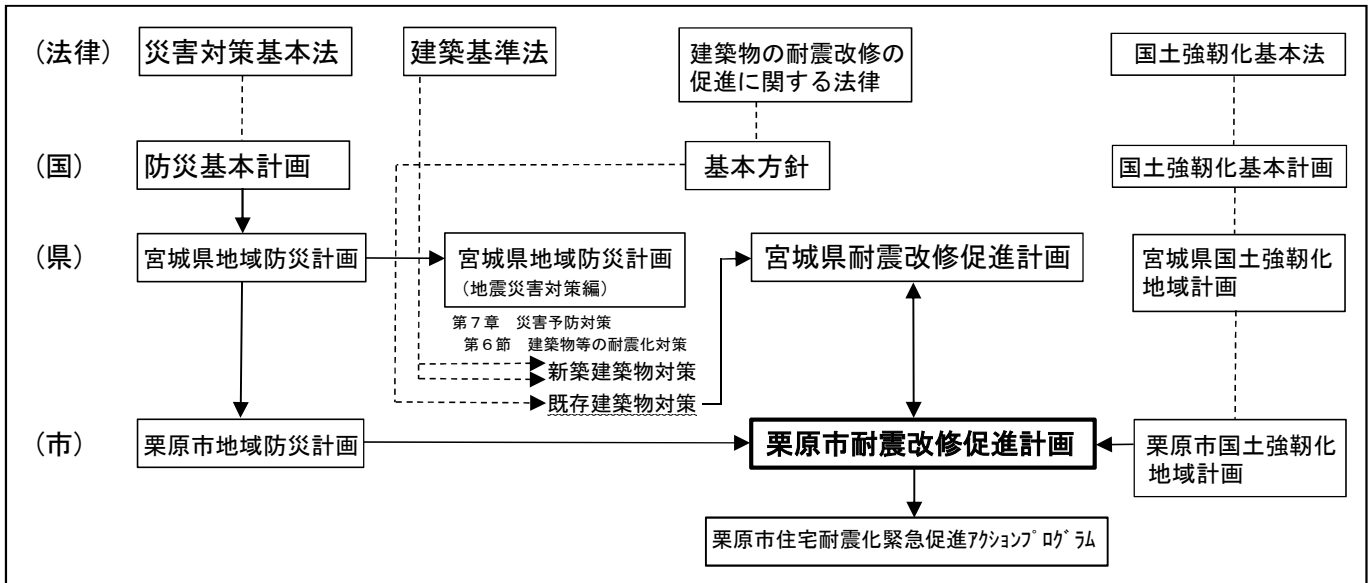 (法律)
災害対策基本法
建築基準法
建築物の耐震改修の
促進に関する法律
国土強靭化基本法
(国)
防災基本計画
基本方針
国土強靭化基本計画
(県)
宮城県地域防災計画
宮城県地域防災計画
(地震災害対策編)
宮城県耐震改修促進計画
宮城県国土強靭化
地域計画
第7章 災害予防対策
第6節 建築物等の耐震化対策
新築建築物対策
既存建築物対策
(市)
栗原市地域防災計画
栗原市耐震改修促進計画
栗原市国土強靭化
地域計画
栗原市住宅耐震化緊急促進ｱｸｼｮﾝﾌﾟﾛｸﾞﾗﾑ